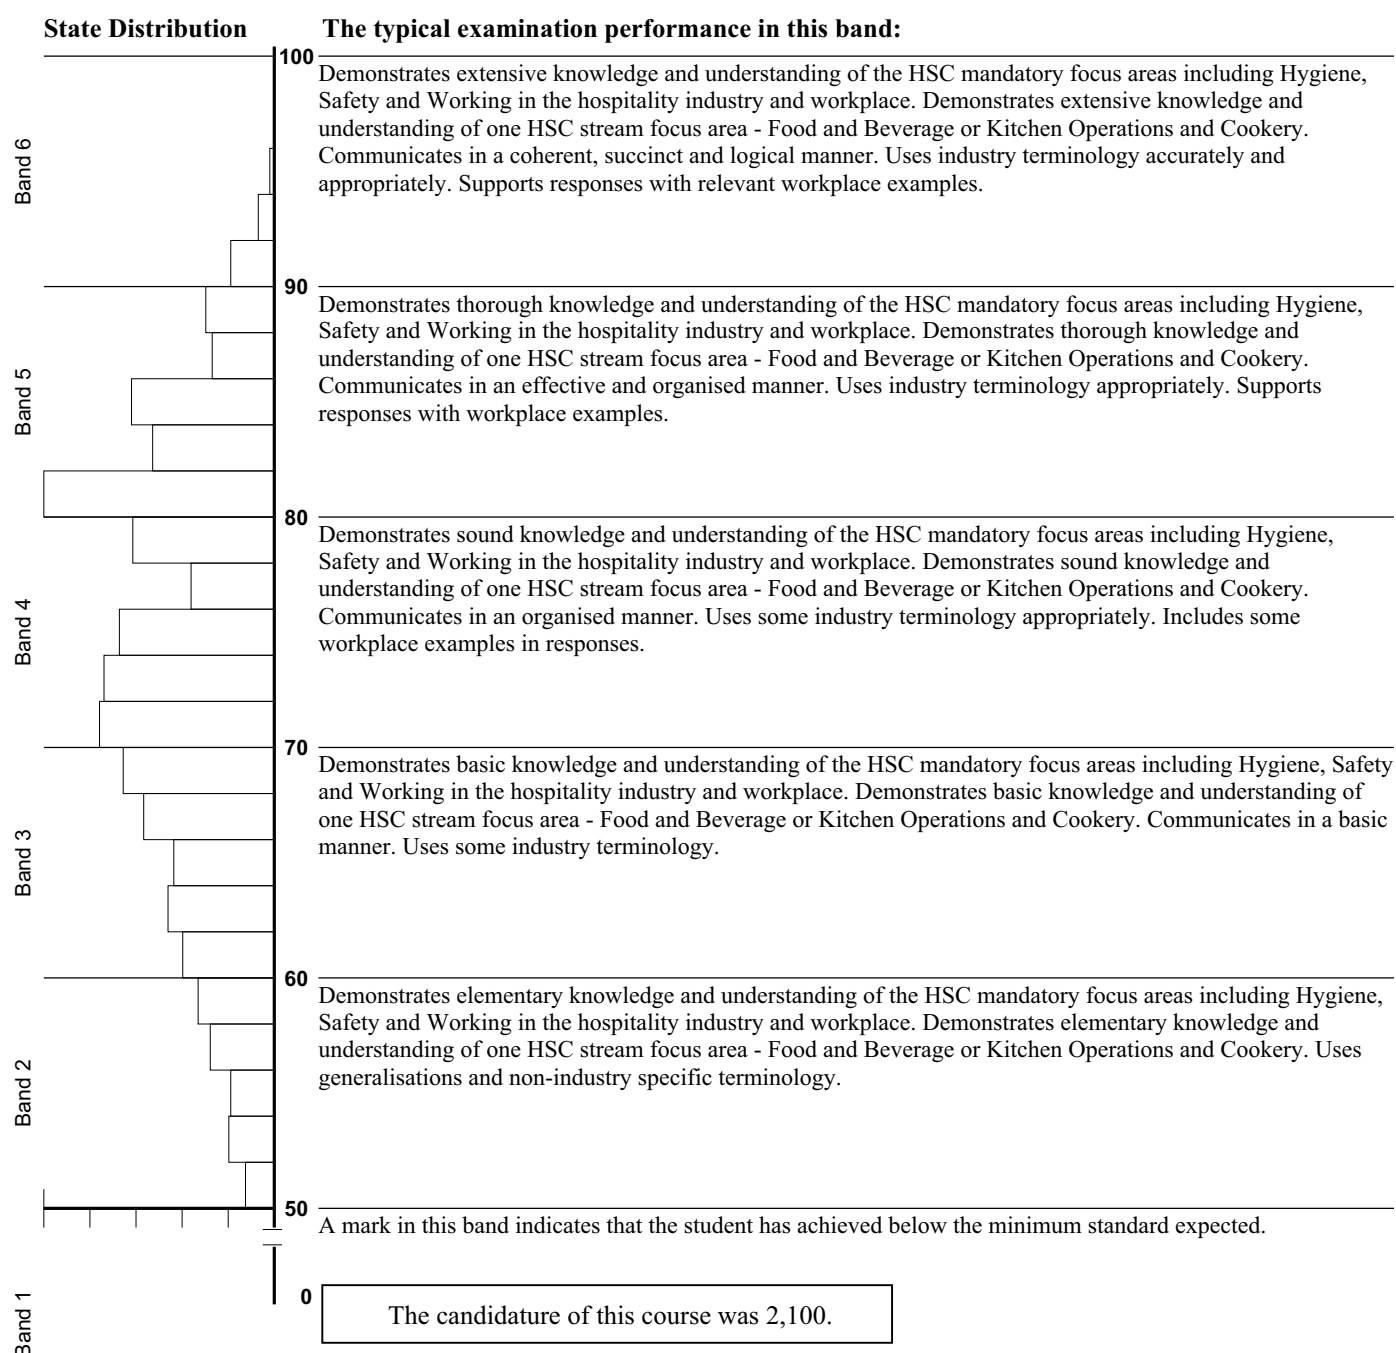 State Distribution
The typical examination performance in this band:
100
Band 6
Demonstrates extensive knowledge and understanding of the HSC mandatory focus areas including Hygiene,
Safety and Working in the hospitality industry and workplace. Demonstrates extensive knowledge and
understanding of one HSC stream focus area - Food and Beverage or Kitchen Operations and Cookery.
Communicates in a coherent, succinct and logical manner. Uses industry terminology accurately and
appropriately. Supports responses with relevant workplace examples.
90
Band 5
Demonstrates thorough knowledge and understanding of the HSC mandatory focus areas including Hygiene,
Safety and Working in the hospitality industry and workplace. Demonstrates thorough knowledge and
understanding of one HSC stream focus area - Food and Beverage or Kitchen Operations and Cookery.
Communicates in an effective and organised manner. Uses industry terminology appropriately. Supports
responses with workplace examples.
80
Band 4
Demonstrates sound knowledge and understanding of the HSC mandatory focus areas including Hygiene,
Safety and Working in the hospitality industry and workplace. Demonstrates sound knowledge and
understanding of one HSC stream focus area - Food and Beverage or Kitchen Operations and Cookery.
Communicates in an organised manner. Uses some industry terminology appropriately. Includes some
workplace examples in responses.
70
Band 3
Demonstrates basic knowledge and understanding of the HSC mandatory focus areas including Hygiene, Safety
and Working in the hospitality industry and workplace. Demonstrates basic knowledge and understanding of
one HSC stream focus area - Food and Beverage or Kitchen Operations and Cookery. Communicates in a basic
manner. Uses some industry terminology.
60
Band 2
Demonstrates elementary knowledge and understanding of the HSC mandatory focus areas including Hygiene,
Safety and Working in the hospitality industry and workplace. Demonstrates elementary knowledge and
understanding of one HSC stream focus area - Food and Beverage or Kitchen Operations and Cookery. Uses
generalisations and non-industry specific terminology.
50
A mark in this band indicates that the student has achieved below the minimum standard expected.
0
Band 1
The candidature of this course was 2,100.